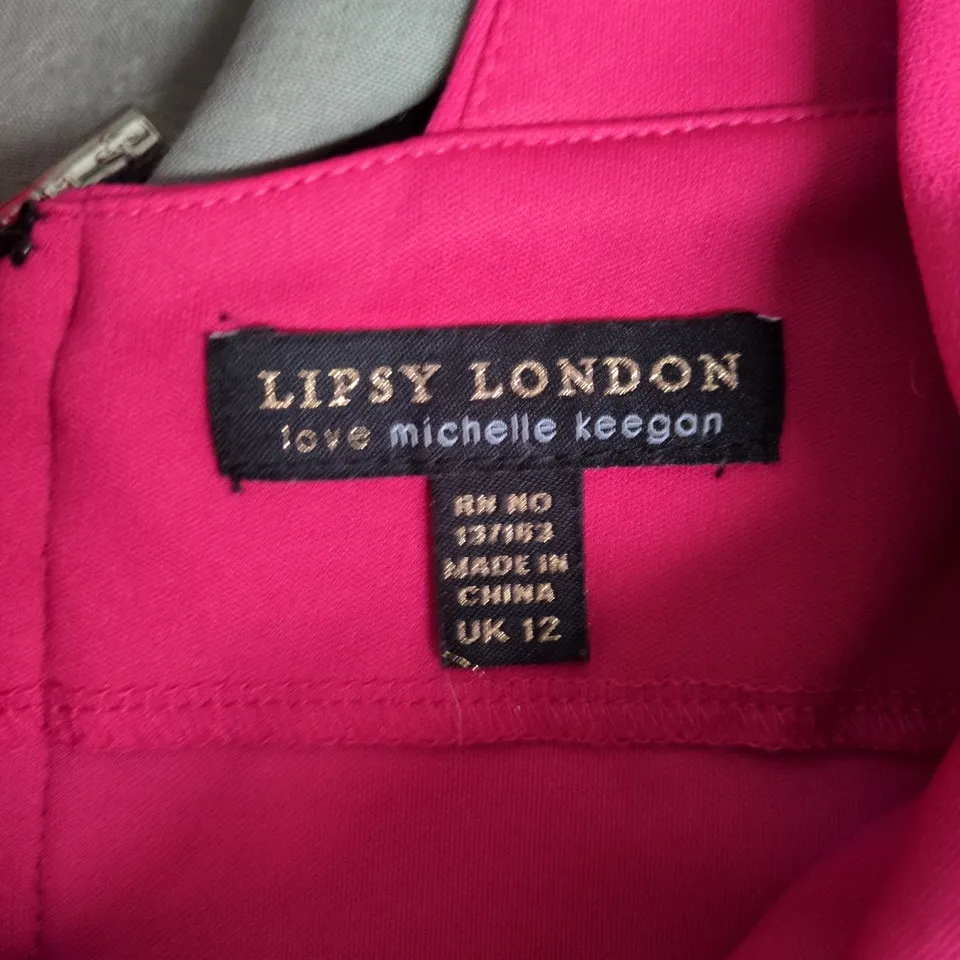 LIPSY LONDON
love michelle keegan
RN NO
137163
MADE IN
CHINA
UK 12